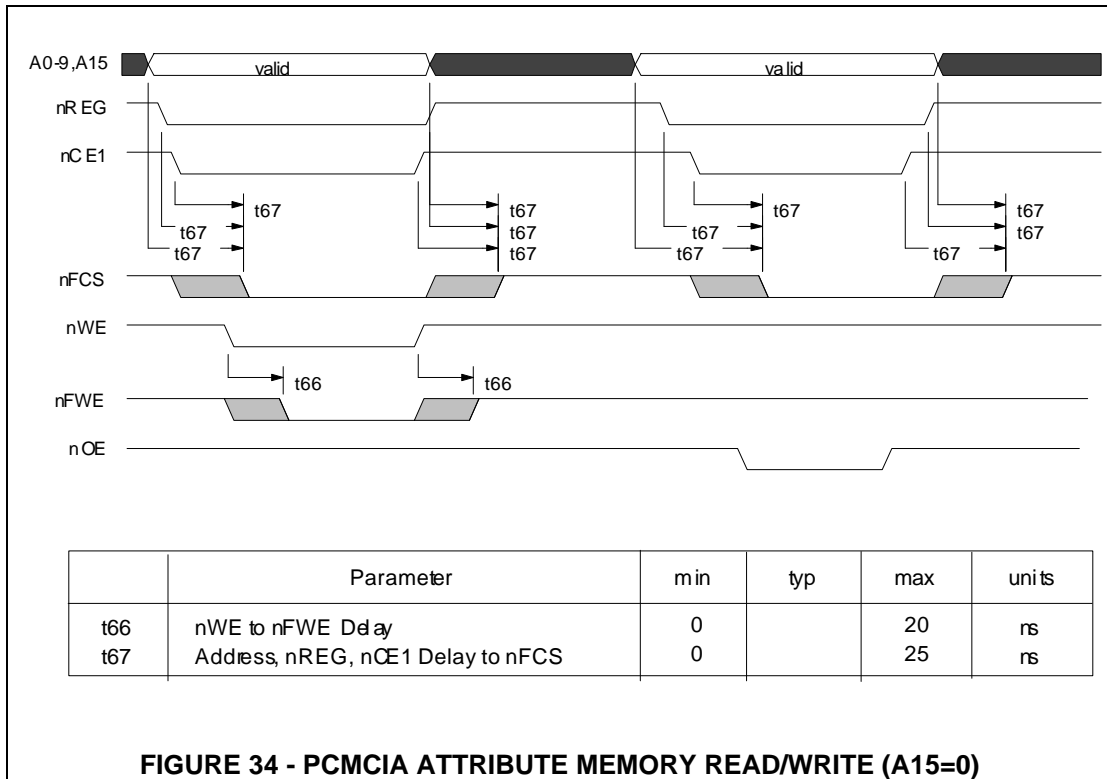 A0-9,A15 valid valid
nREG
nCE1
t67 t67 t67 t67
t67 t67 t67 t67
t67 t67 t67 t67
nFCS
nWE
t66 t66
nFWE
nOE
Parameter min typ max units
t66 nWE to nFWE Delay 0 20 ns
t67 Address, nREG, nCE1 Delay to nFCS 0 25 ns
FIGURE 34 - PCMCIA ATTRIBUTE MEMORY READ/WRITE (A15=0)